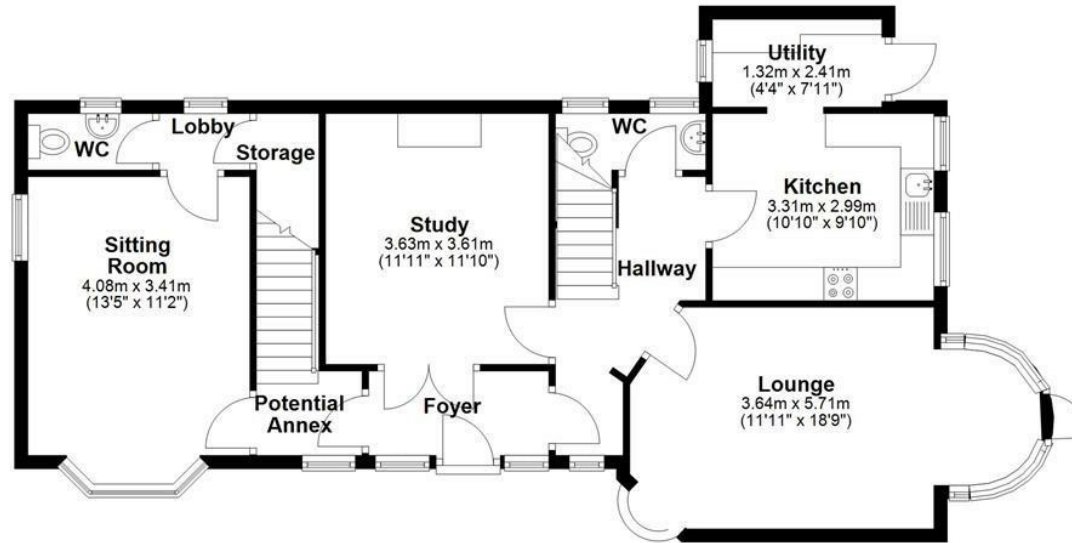 Utility
1.32m x 2.41m
(4'4" x 7'11")
Lobby
WC
Storage
WC
Kitchen
3.31m x 2.99m
(10'10" x 9'10")
Study
3.63m x 3.61m
(11'11" x 11'10")
Sitting
Room
4.08m x 3.41m
(13'5" x 11'2")
Hallway
Lounge
3.64m x 5.71m
(11'11" x 18'9")
Potential
Annex
Foyer